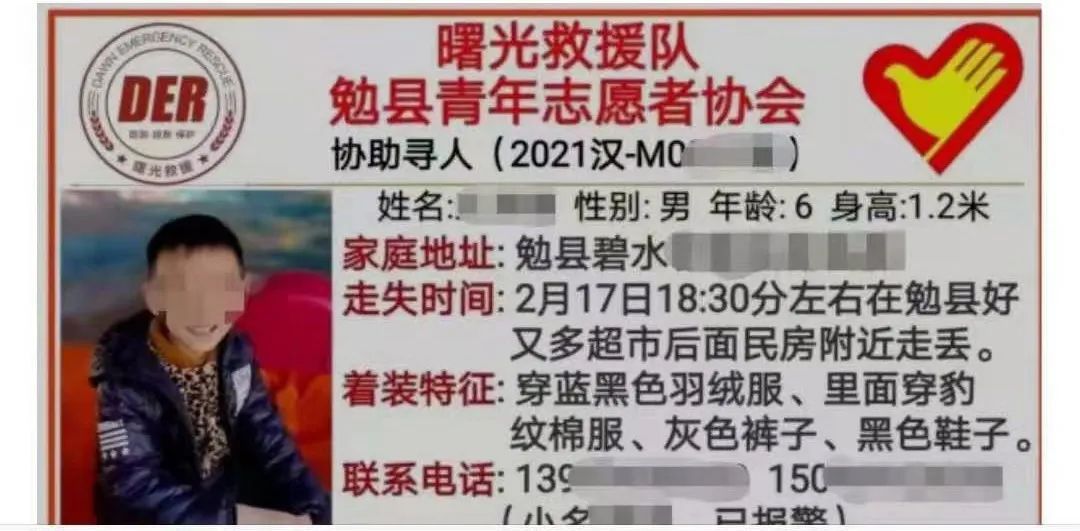 DAWN EMERGENCY RESCUE
DER
曙光救援
曙光救援队
勉县青年志愿者协会
协助寻人(2021汉-M0)
姓名: 性别: 男 年龄: 6 身高:1.2米
家庭地址: 勉县碧水
走失时间: 2月17日18:30分左右在勉县好
又多超市后面民房附近走丢。
着装特征: 穿蓝黑色羽绒服、里面穿豹
纹棉服、灰色裤子、黑色鞋子。
联系电话: 139 150
(小名 已报警)